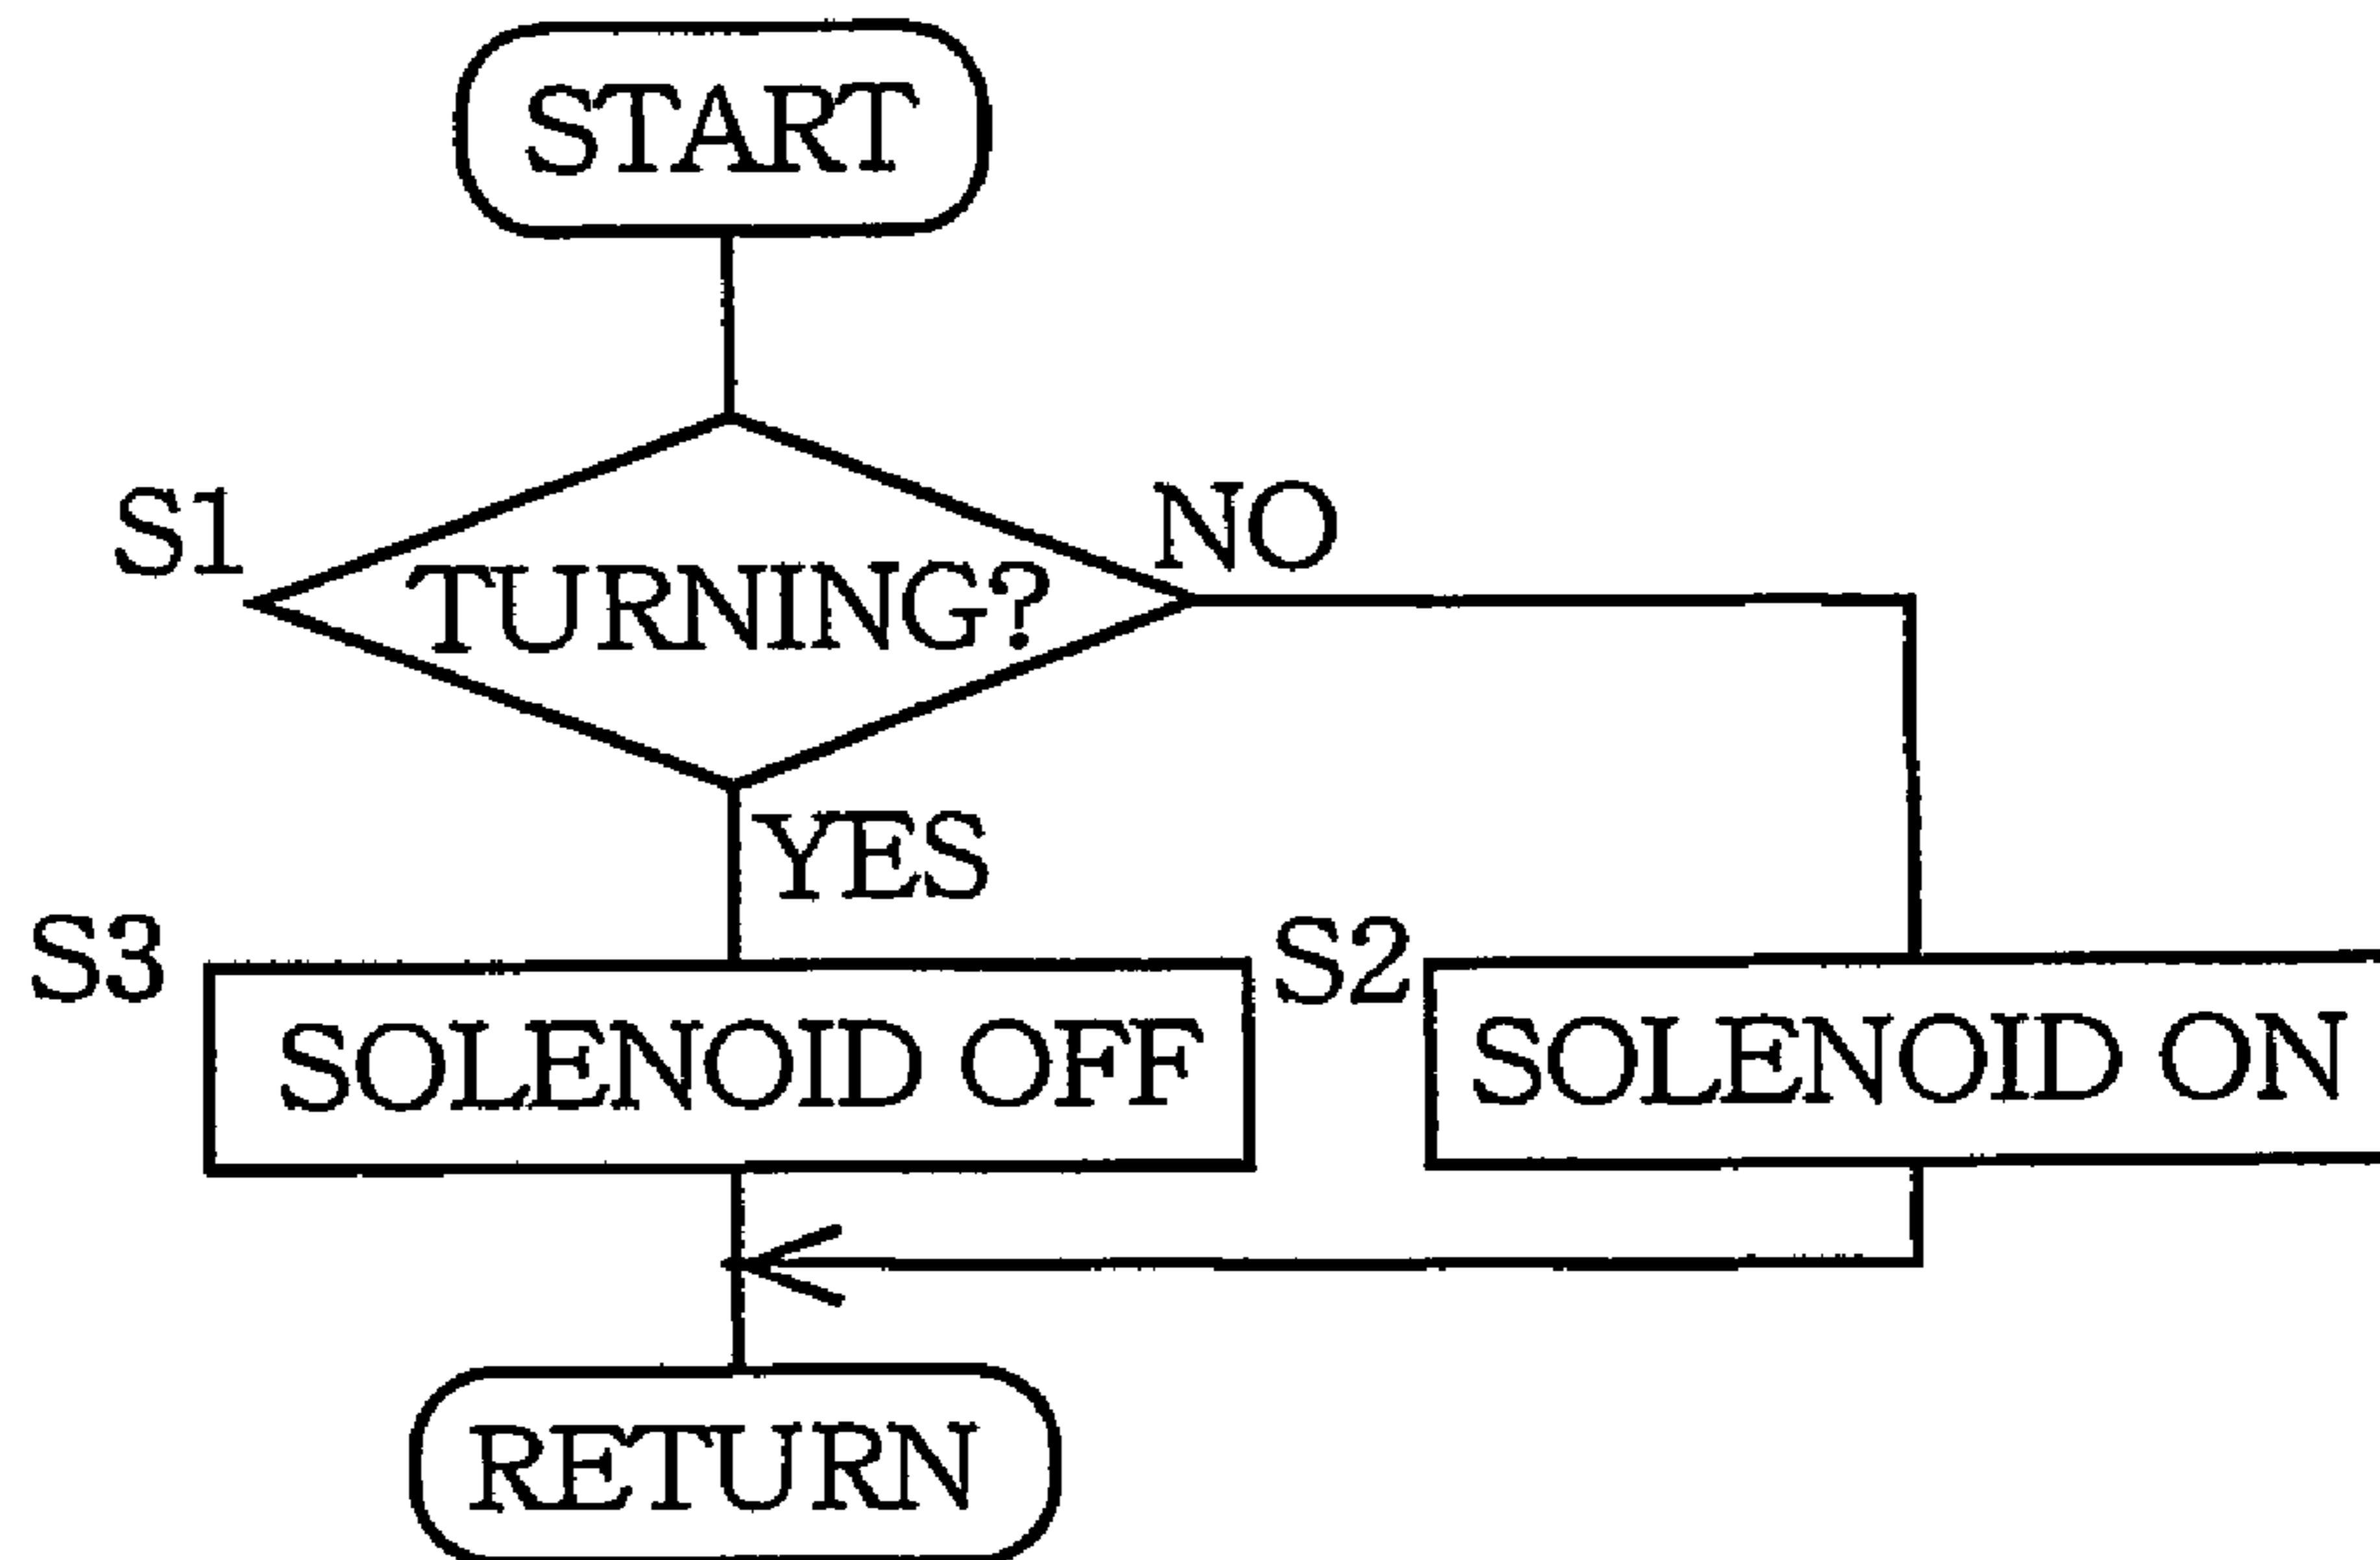 START
S1
TURNING?
NO
YES
S3
SOLENOID OFF
S2
SOLENOID ON
RETURN